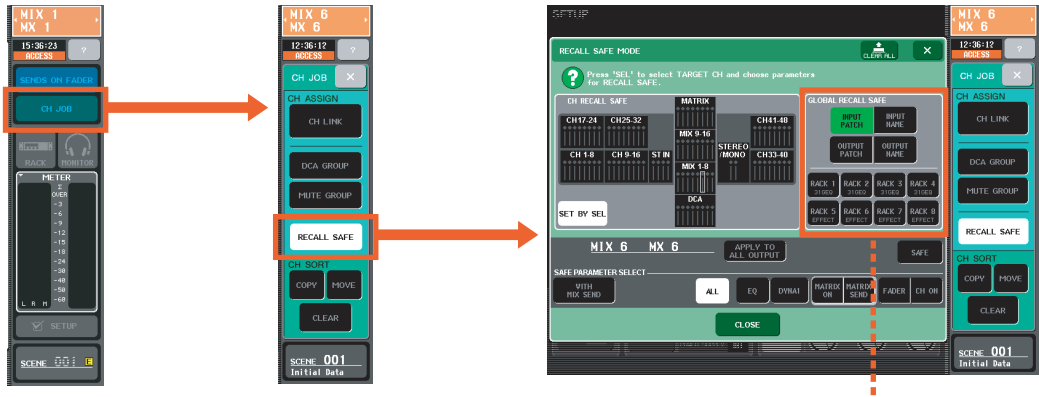 MIX 1
MX 1
15:36:23
ACCESS
?
SENDS ON FADER
CH JOB
RACK
MONITOR
METER
Σ
OVER
-3
-6
-9
-12
-15
-18
-24
-30
-40
-50
-60
L R M
SETUP
SCENE 001 E
MIX 6
MX 6
12:36:12
ACCESS
?
CH JOB ×
CH ASSIGN
CH LINK
DCA GROUP
MUTE GROUP
RECALL SAFE
CH SORT
COPY MOVE
CLEAR
SCENE 001
Initial Data
SETUP
RECALL SAFE MODE
CLEAR ALL
×
? Press "SEL" to select TARGET CH and choose parameters
for RECALL SAFE.
CH RECALL SAFE
MATRIX
CH17-24 CH25-32
CH41-48
MIX 9-16
STEREO
/MONO
CH 1-8 CH 9-16 ST IN
CH33-40
MIX 1-8
DCA
SET BY SEL
GLOBAL RECALL SAFE
INPUT
PATCH
INPUT
NAME
OUTPUT
PATCH
OUTPUT
NAME
RACK 1
31GEQ
RACK 2
31GEQ
RACK 3
31GEQ
RACK 4
31GEQ
RACK 5
EFFECT
RACK 6
EFFECT
RACK 7
EFFECT
RACK 8
EFFECT
MIX 6 MX 6
APPLY TO
ALL OUTPUT
SAFE
SAFE PARAMETER SELECT
WITH
MIX SEND
ALL
EQ
DYNA1
MATRIX
ON
MATRIX
SEND
FADER
CH ON
CLOSE
MIX 6
MX 6
12:36:12
ACCESS
?
CH JOB ×
CH ASSIGN
CH LINK
DCA GROUP
MUTE GROUP
RECALL SAFE
CH SORT
COPY MOVE
CLEAR
SCENE 001
Initial Data